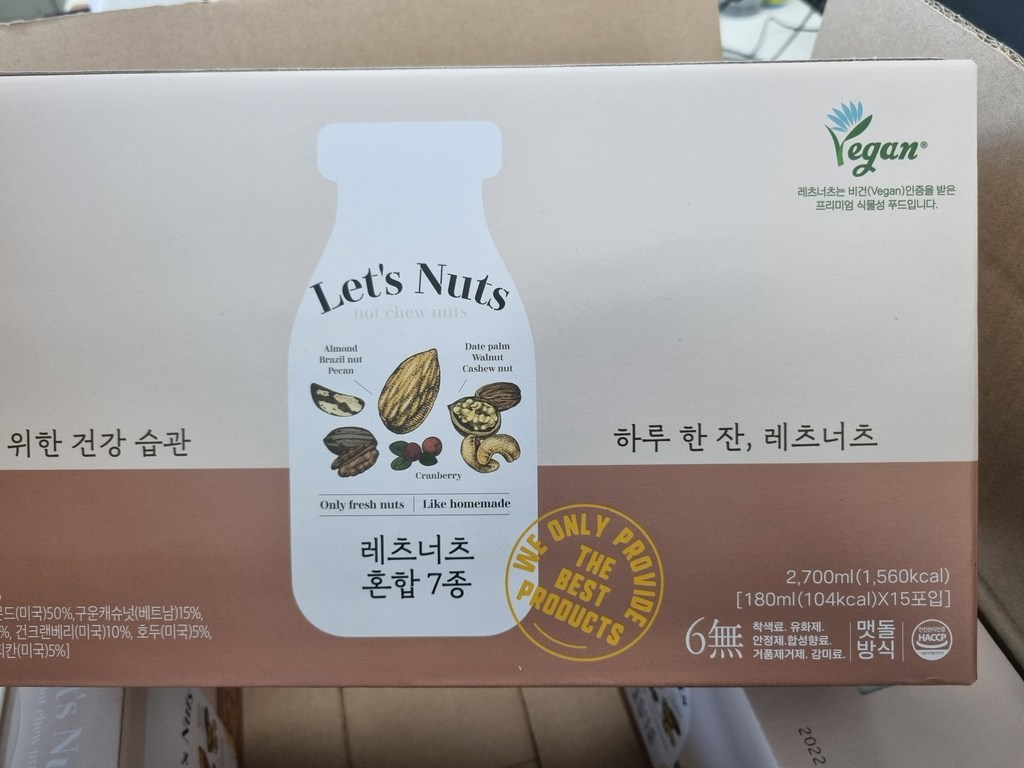 Vegan®
레츠너츠는 비건(Vegan)인증을 받은
프리미엄 식물성 푸드입니다.
Let's Nuts
not chew nuts
Almond
Brazil nut
Pecan
Date palm
Walnut
Cashew nut
Cranberry
위한 건강 습관
하루 한 잔, 레츠너츠
Only fresh nuts
Like homemade
레츠너츠
혼합 7종
WE ONLY PROVIDE
THE
BEST
PRODUCTS
2,700ml(1,560kcal)
[180ml(104kcal)X15포입]
몬드(미국)50%,구운캐슈넛(베트남)15%,
%, 건크랜베리(미국)10%, 호두(미국)5%,
피칸(미국)5%]
6無
착색료. 유화제.
안정제.합성향료.
거품제거제. 감미료.
맷돌
방식
HACCP
2022